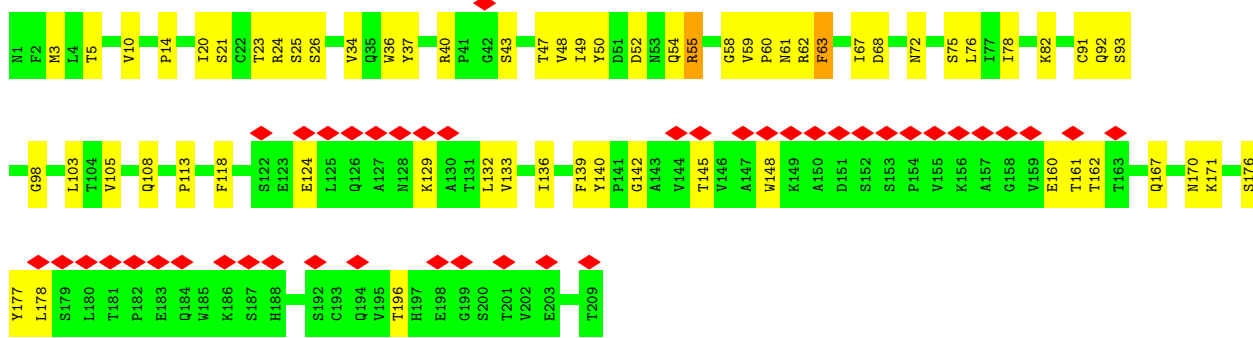 N1 F2 M3 L4 T5 V10 P14 I20 S21 C22 T23 R24 S25 S26 V34 Q35 W36 Y37 R40 P41 G42 S43 T47 V48 I49 Y50 D51 D52 N53 Q54 R55 G58 V59 P60 N61 R62 F63 I67 D68 N72 S75 L76 I77 I78 K82 C91 Q92 S93
G98 L103 T104 V105 Q108 P113 F118 S122 E123 E124 L125 Q126 A127 N128 K129 A130 T131 L132 V133 I136 F139 Y140 P141 G142 A143 V144 T145 V146 A147 W148 K149 A150 D151 S152 S153 P154 V155 K156 A157 G158 V159 E160 T161 T162 T163 Q167 N170 K171 S176
Y177 L178 S179 L180 T181 P182 E183 Q184 W185 K186 S187 H188 S192 C193 Q194 V195 T196 H197 E198 G199 S200 T201 V202 E203 T209